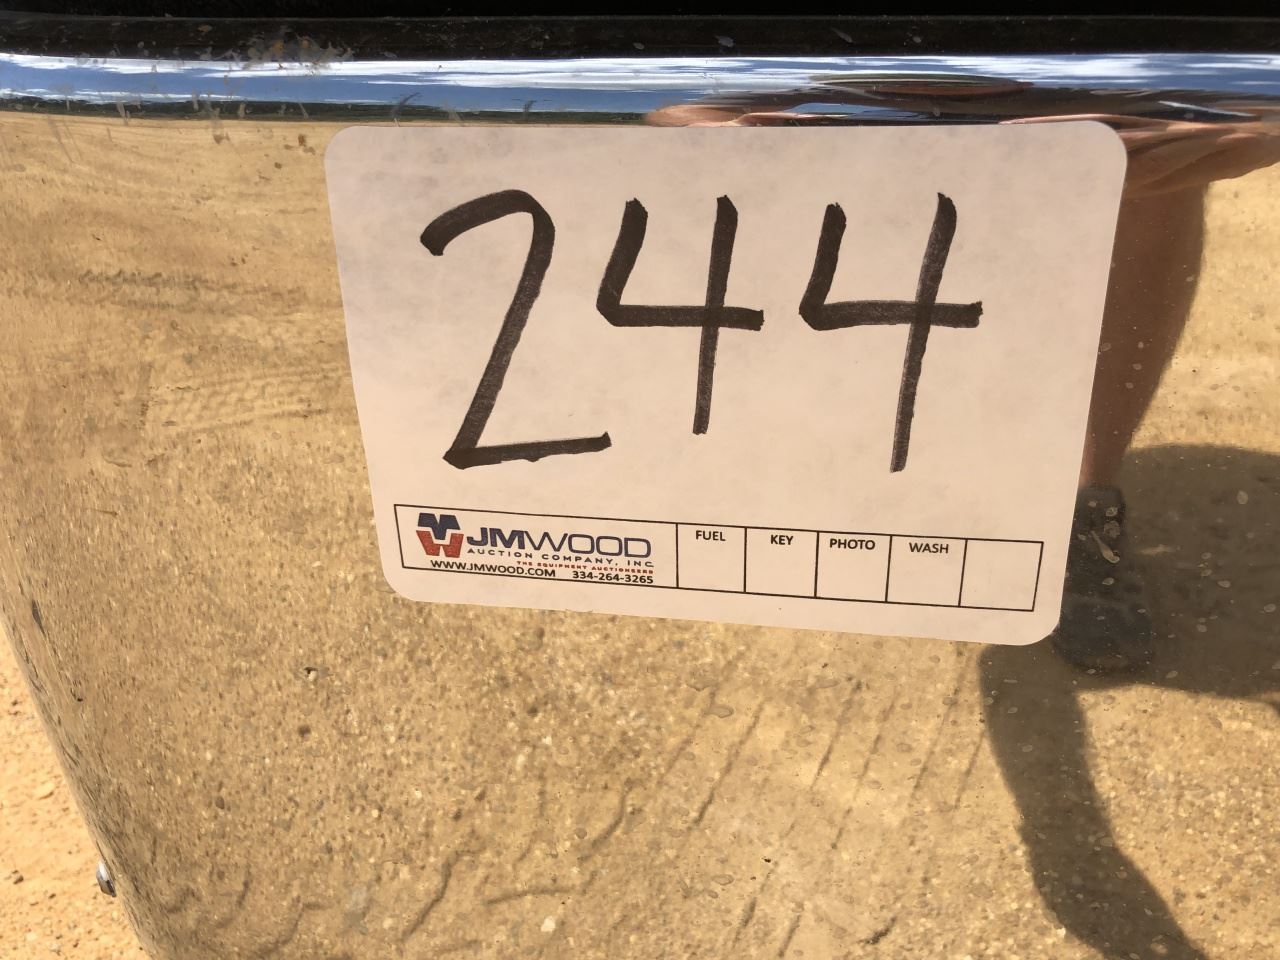 244
JMWOOD
AUCTION COMPANY, INC.
THE EQUIPMENT AUCTIONEERS
WWW.JMWOOD.COM 334-264-3265
FUEL KEY PHOTO WASH